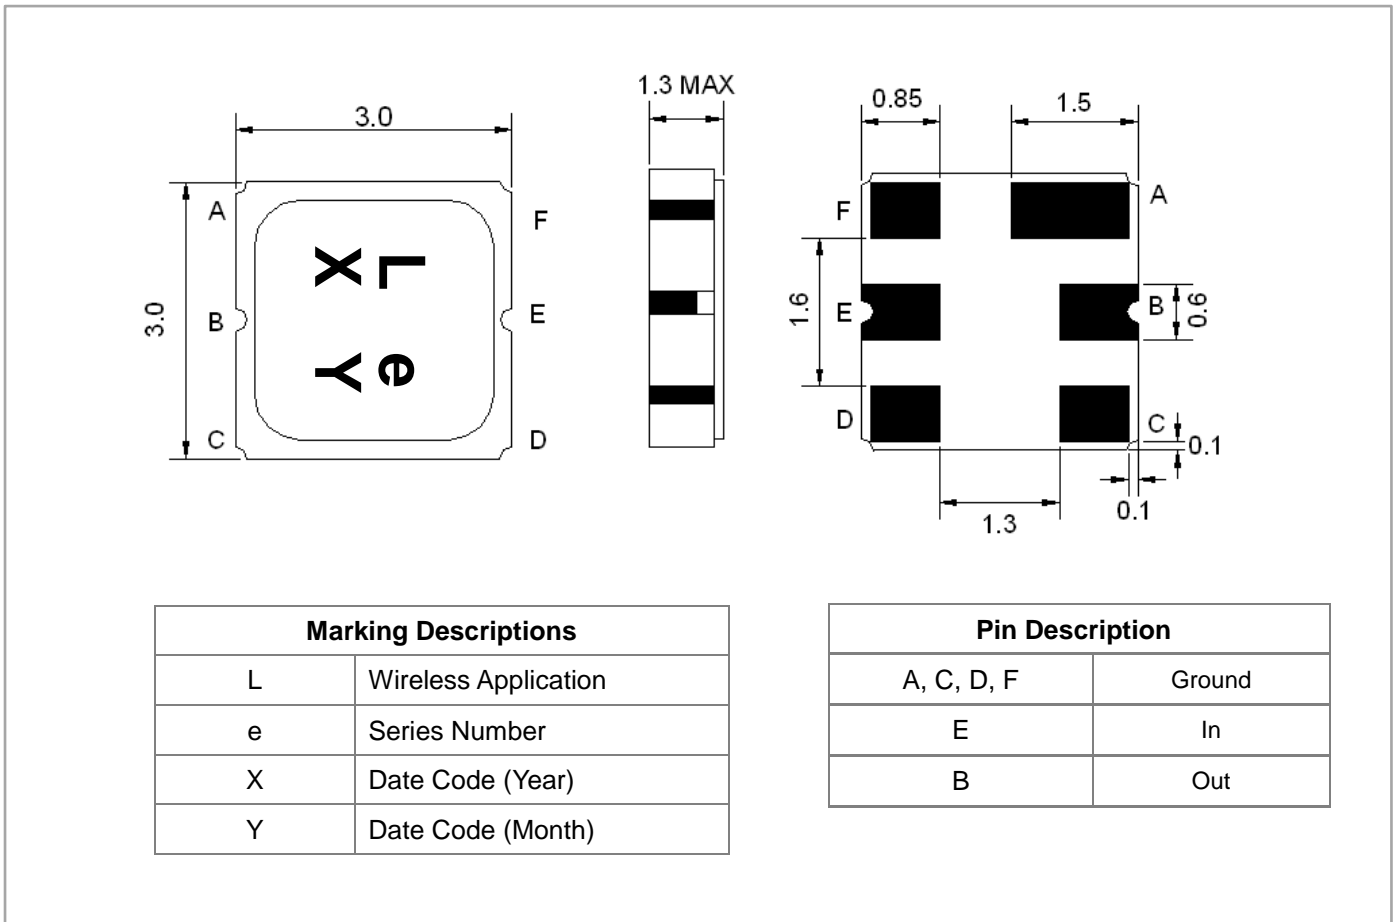 3.0
3.0
A
B
C
F
E
D
L
X
e
Y
1.3 MAX
0.85
1.5
F
E
D
A
B
C
1.6
0.6
0.1
0.1
1.3
Marking Descriptions
L Wireless Application
e Series Number
X Date Code (Year)
Y Date Code (Month)
Pin Description
A, C, D, F Ground
E In
B Out